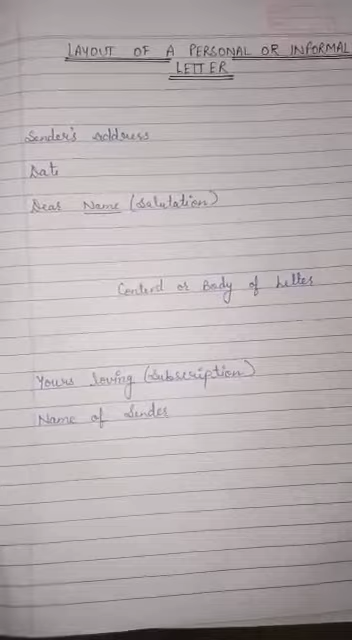 LAYOUT OF A PERSONAL OR INFORMAL
LETTER
Sender's address
Date
Dear Name (Salutation)
Content or Body of Letter
Yours loving (Subscription)
Name of Sender